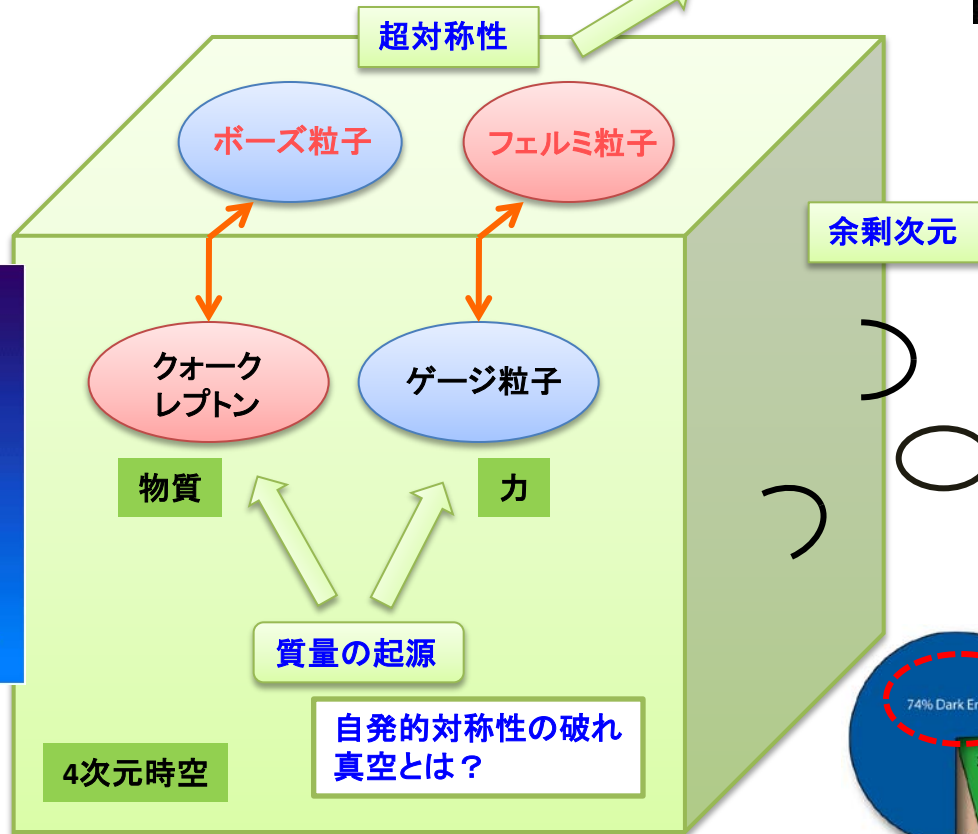 超対称性
ボーズ粒子
フェルミ粒子
余剰次元
クォーク
レプトン
ゲージ粒子
物質
力
質量の起源
自発的対称性の破れ
真空とは？
4次元時空
74% Dark